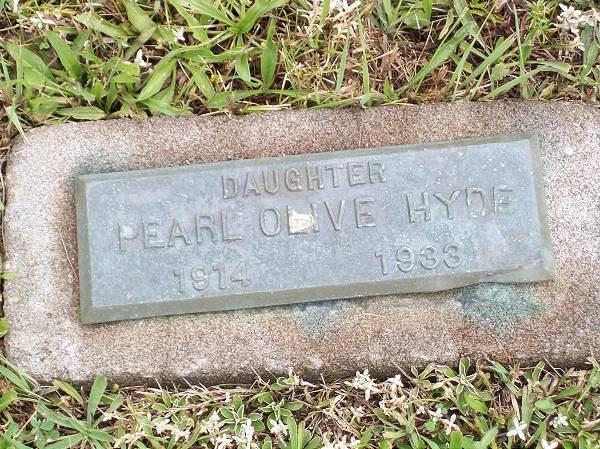 DAUGHTER
PEARL OLIVE HYDE
1914 1933